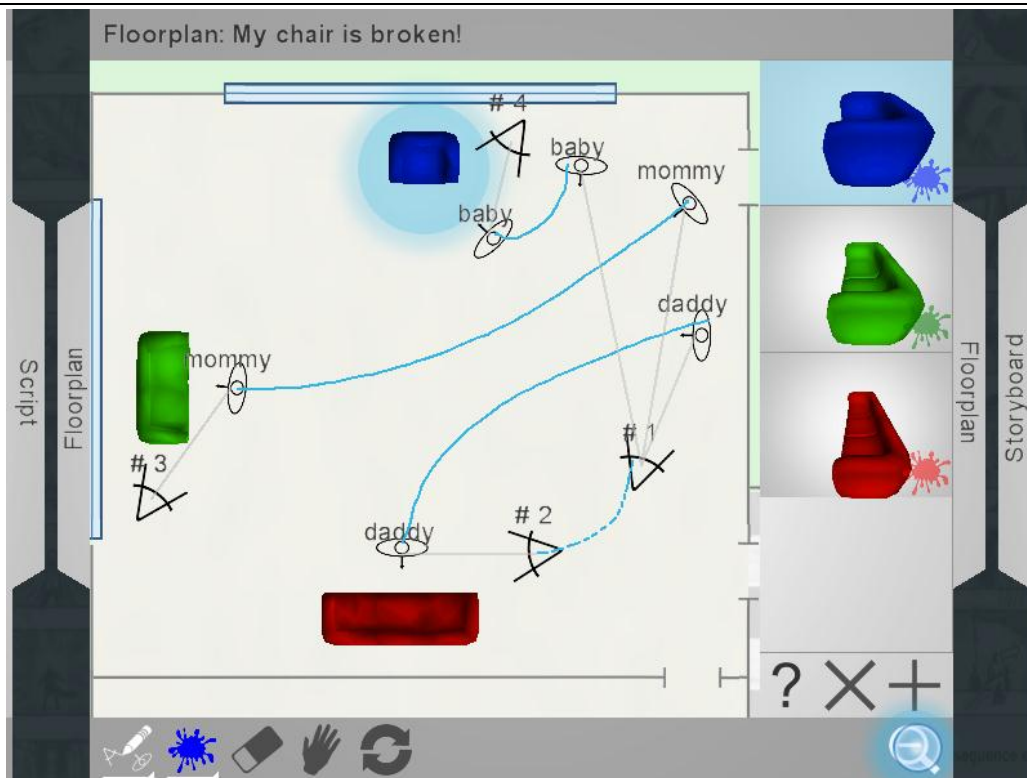 Floorplan: My chair is broken!
# 4
baby
mommy
baby
daddy
mommy
# 1
# 3
# 2
daddy
Script
Floorplan
Floorplan
Storyboard
?
sequence